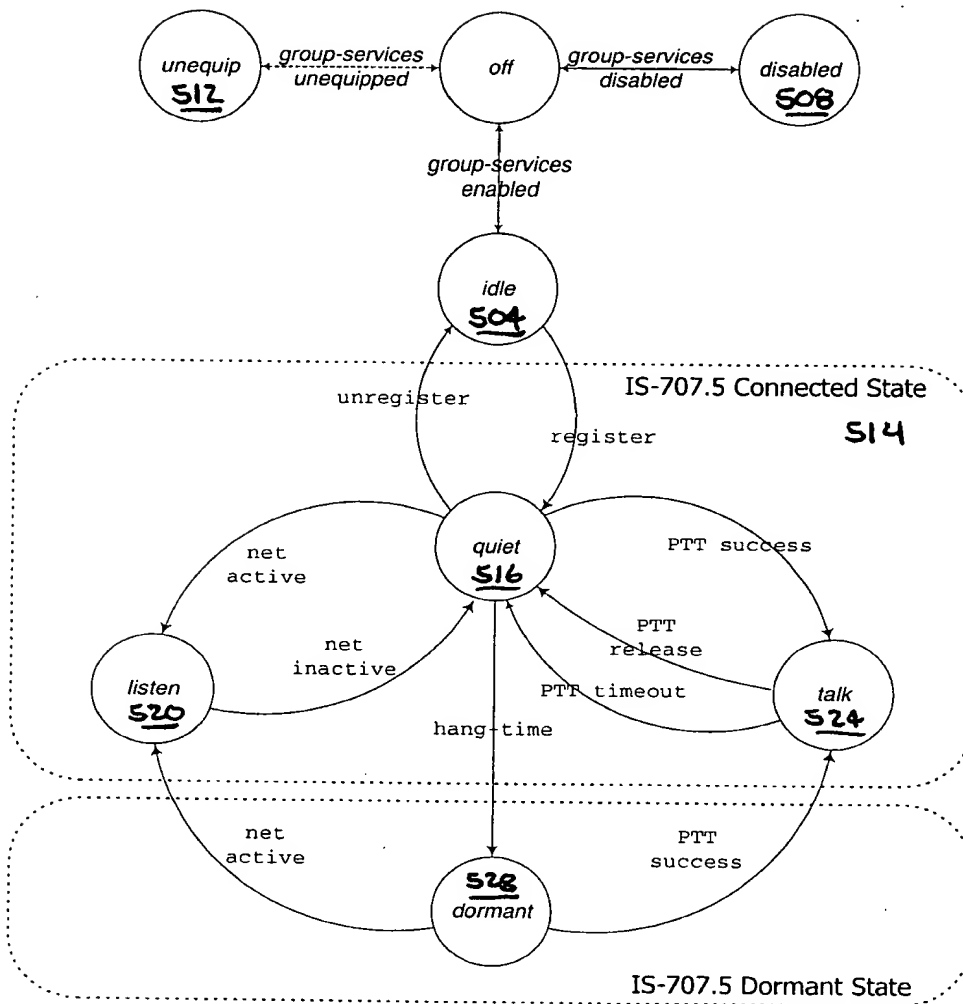 unequip
512
group-services
unequipped
off
group-services
disabled
disabled
508
group-services
enabled
idle
504
IS-707.5 Connected State
514
unregister
register
quiet
516
net
active
PTT success
net
inactive
PTT
release
PTT timeout
listen
520
talk
524
hang-time
net
active
PTT
success
528
dormant
IS-707.5 Dormant State